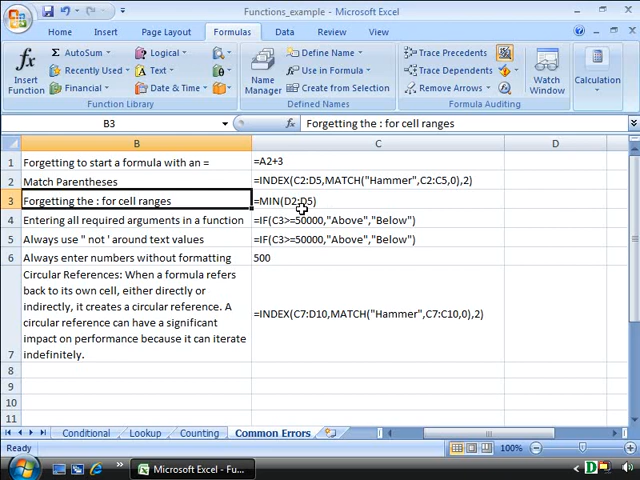 Functions_example - Microsoft Excel
Home
Insert
Page Layout
Formulas
Data
Review
View
Insert Function
AutoSum
Recently Used
Financial
Logical
Text
Date & Time
Function Library
Name Manager
Define Name
Use in Formula
Create from Selection
Defined Names
Trace Precedents
Trace Dependents
Remove Arrows
Formula Auditing
Watch Window
Calculation
B3
Forgetting the : for cell ranges
B C D
1 Forgetting to start a formula with an = =A2+3
2 Match Parentheses =INDEX(C2:D5,MATCH("Hammer",C2:C5,0),2)
3 Forgetting the : for cell ranges =MIN(D2:D5)
4 Entering all required arguments in a function =IF(C3>=50000,"Above","Below")
5 Always use " not ' around text values =IF(C3>=50000,"Above","Below")
6 Always enter numbers without formatting 500
Circular References: When a formula refers
back to its own cell, either directly or
indirectly, it creates a circular reference. A
circular reference can have a significant
impact on performance because it can iterate
7 indefinitely.
=INDEX(C7:D10,MATCH("Hammer",C7:C10,0),2)
8
9
10
11
Conditional Lookup Counting Common Errors
Ready
100%
Microsoft Excel - Fu...